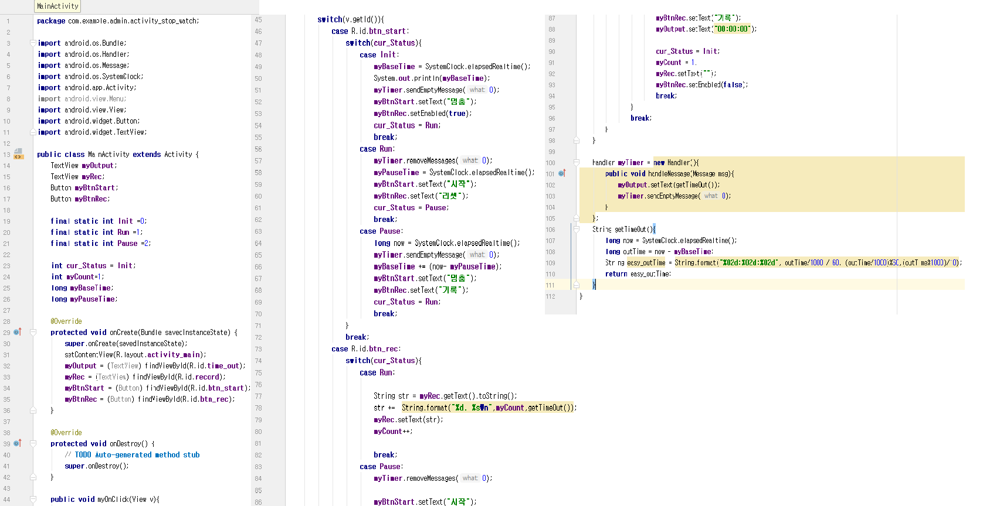 MainActivity
1 package com.example.admin.activity_stop_watch;
2
3 import android.os.Bundle;
4 import android.os.Handler;
5 import android.os.Message;
6 import android.os.SystemClock;
7 import android.app.Activity;
8 import android.view.Menu;
9 import android.view.View;
10 import android.widget.Button;
11 import android.widget.TextView;
12
13 public class MainActivity extends Activity {
14 TextView myOutput;
15 TextView myRec;
16 Button myBtnStart;
17 Button myBtnRec;
18
19 final static int Init =0;
20 final static int Run =1;
21 final static int Pause =2;
22
23 int cur_Status = Init;
24 int myCount=1;
25 long myBaseTime;
26 long myPauseTime;
27
28 @Override
29 protected void onCreate(Bundle savedInstanceState) {
30 super.onCreate(savedInstanceState);
31 setContentView(R.layout.activity_main);
32 myOutput = (TextView) findViewById(R.id.time_out);
33 myRec = (TextView) findViewById(R.id.record);
34 myBtnStart = (Button) findViewById(R.id.btn_start);
35 myBtnRec = (Button) findViewById(R.id.btn_rec);
36 }
37
38 @Override
39 protected void onDestroy() {
40 // TODO Auto-generated method stub
41 super.onDestroy();
42 }
43
44 public void myOnClick(View v){
45 switch(v.getId()){
46 case R.id.btn_start:
47 switch(cur_Status){
48 case Init:
49 myBaseTime = SystemClock.elapsedRealtime();
50 System.out.println(myBaseTime);
51 myTimer.sendEmptyMessage( what: 0);
52 myBtnStart.setText("멈춤");
53 myBtnRec.setEnabled(true);
54 cur_Status = Run;
55 break;
56 case Run:
57 myTimer.removeMessages( what: 0);
58 myPauseTime = SystemClock.elapsedRealtime();
59 myBtnStart.setText("시작");
60 myBtnRec.setText("리셋");
61 cur_Status = Pause;
62 break;
63 case Pause:
64 long now = SystemClock.elapsedRealtime();
65 myTimer.sendEmptyMessage( what: 0);
66 myBaseTime += (now- myPauseTime);
67 myBtnStart.setText("멈춤");
68 myBtnRec.setText("기록");
69 cur_Status = Run;
70 break;
71 }
72 break;
73 case R.id.btn_rec:
74 switch(cur_Status){
75 case Run:
76
77 String str = myRec.getText().toString();
78 str += String.format("%d. %s₩n",myCount,getTimeOut());
79 myRec.setText(str);
80 myCount++;
81
82 break;
83 case Pause:
84 myTimer.removeMessages( what: 0);
85
86 myBtnStart.setText("시작");
87 myBtnRec.setText("기록");
88 myOutput.setText("00:00:00");
89
90 cur_Status = Init;
91 myCount = 1;
92 myRec.setText("");
93 myBtnRec.setEnabled(false);
94 break;
95 }
96 break;
97 }
98 }
99
100 Handler myTimer = new Handler(){
101 public void handleMessage(Message msg){
102 myOutput.setText(getTimeOut());
103 myTimer.sendEmptyMessage( what: 0);
104 }
105 };
106 String getTimeOut(){
107 long now = SystemClock.elapsedRealtime();
108 long outTime = now - myBaseTime;
109 String easy_outTime = String.format("%02d:%02d:%02d", outTime/1000 / 60, (outTime/1000)%60,(outTime%1000)/10);
110 return easy_outTime;
111 }
112 }